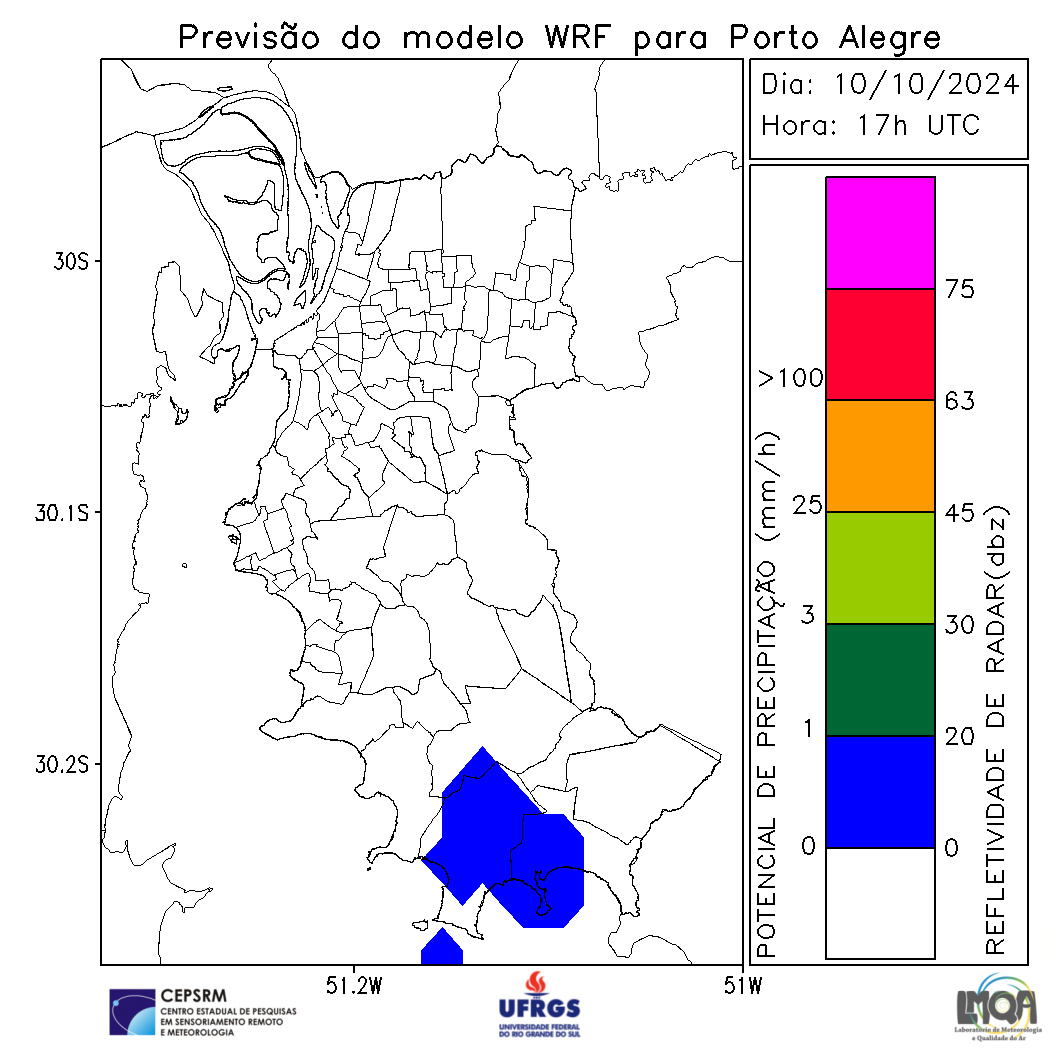 Previsão do modelo WRF para Porto Alegre
Dia: 10/10/2024
Hora: 17h UTC
30S
30.1S
30.2S
51.2W
51W
POTENCIAL DE PRECIPITAÇÃO (mm/h)
>100
25
3
1
0
75
63
45
30
20
0
REFLETIVIDADE DE RADAR(dbz)
CEPSRM
CENTRO ESTADUAL DE PESQUISAS
EM SENSORIAMENTO REMOTO
E METEOROLOGIA
UFRGS
UNIVERSIDADE FEDERAL
DO RIO GRANDE DO SUL
LMQA
Laboratório de Meteorologia
e Qualidade do Ar